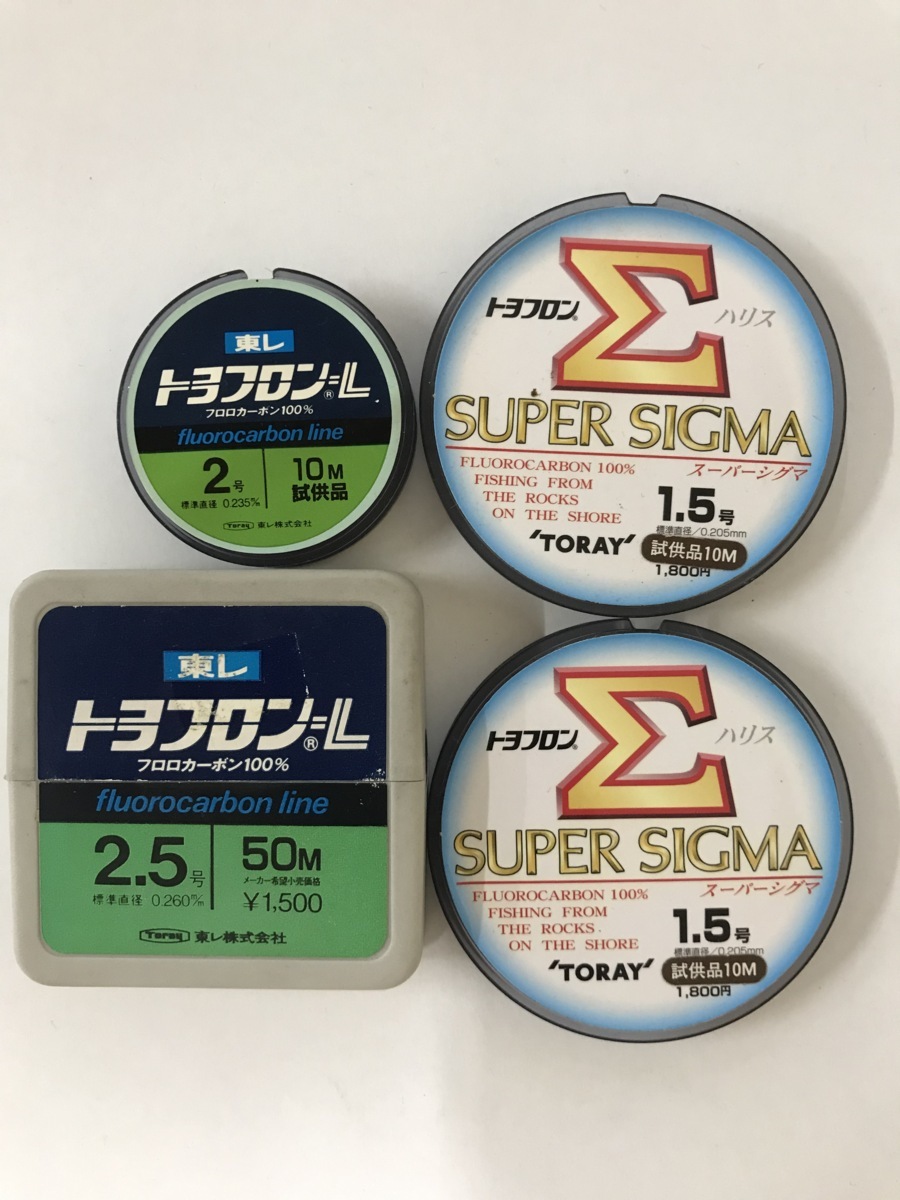 東レ
トヨフロン=L®
フロロカーボン100%
fluorocarbon line
2号
標準直径 0.235m/m
10M
試供品
Toray 東レ株式会社
Σ
トヨフロン®
ハリス
SUPER SIGMA
スーパーシグマ
FLUOROCARBON 100%
FISHING FROM
THE ROCKS
ON THE SHORE
1.5号
標準直径/0.205mm
試供品10M
1,800円
'TORAY'
東レ
トヨフロン=L®
フロロカーボン100%
fluorocarbon line
2.5号
標準直径 0.260m/m
50M
メーカー希望小売価格
¥1,500
Toray 東レ株式会社
Σ
トヨフロン®
ハリス
SUPER SIGMA
スーパーシグマ
FLUOROCARBON 100%
FISHING FROM
THE ROCKS
ON THE SHORE
1.5号
標準直径/0.205mm
試供品10M
1,800円
'TORAY'